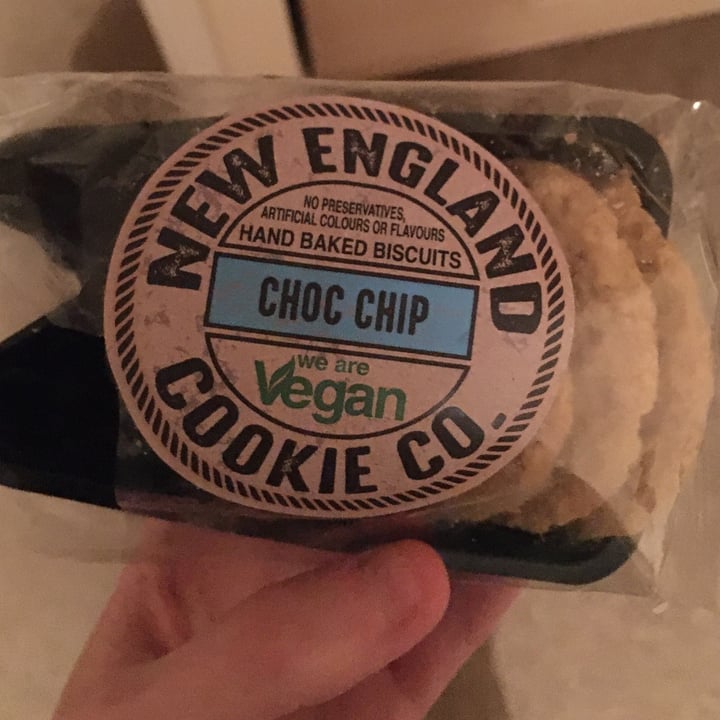 NEW ENGLAND
NO PRESERVATIVES,
ARTIFICIAL COLOURS OR FLAVOURS
HAND BAKED BISCUITS
CHOC CHIP
we are
Vegan
COOKIE CO.